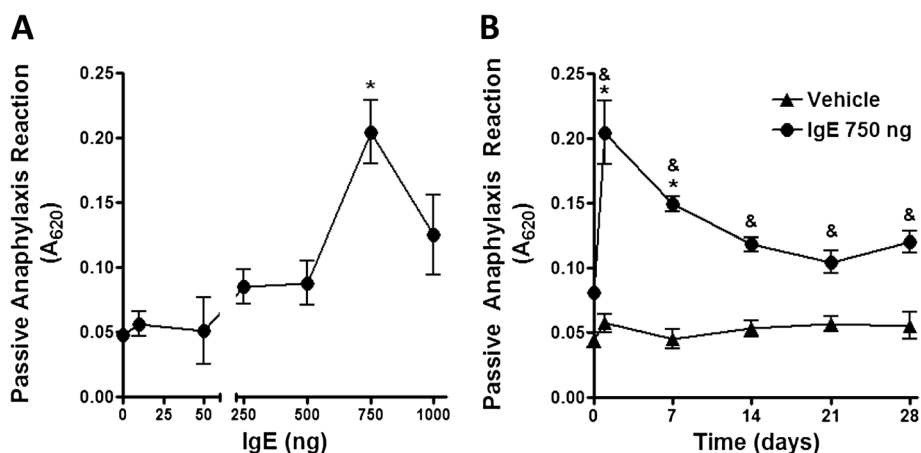 A
Passive Anaphylaxis Reaction
(A620)
0.25
0.20
0.15
0.10
0.05
0.00
*
0 50 250 500 750 1000
IgE (ng)
B
Passive Anaphylaxis Reaction
(A620)
0.25
0.20
0.15
0.10
0.05
0.00
&
*
&
*
&
&
&
Vehicle
IgE 750 ng
0 7 14 21 28
Time (days)